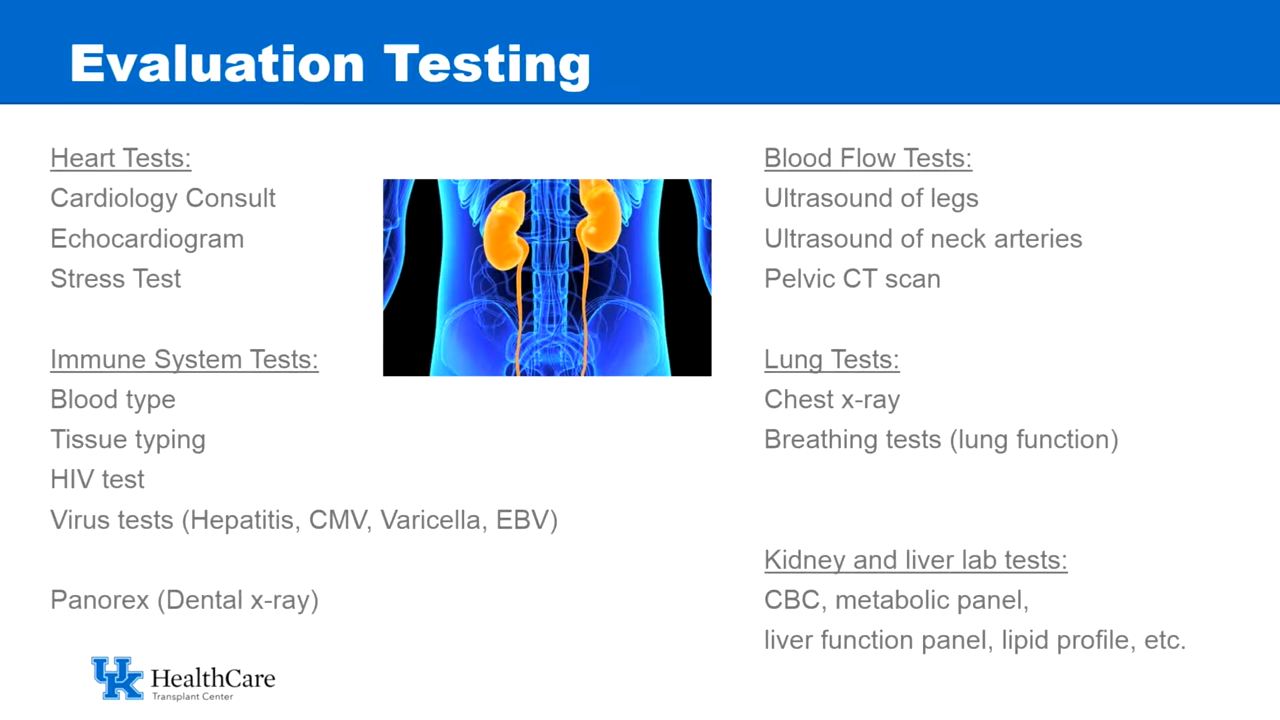 Evaluation Testing
Heart Tests:
Cardiology Consult
Echocardiogram
Stress Test
Immune System Tests:
Blood type
Tissue typing
HIV test
Virus tests (Hepatitis, CMV, Varicella, EBV)
Panorex (Dental x-ray)
Blood Flow Tests:
Ultrasound of legs
Ultrasound of neck arteries
Pelvic CT scan
Lung Tests:
Chest x-ray
Breathing tests (lung function)
Kidney and liver lab tests:
CBC, metabolic panel,
liver function panel, lipid profile, etc.
UK HealthCare
Transplant Center